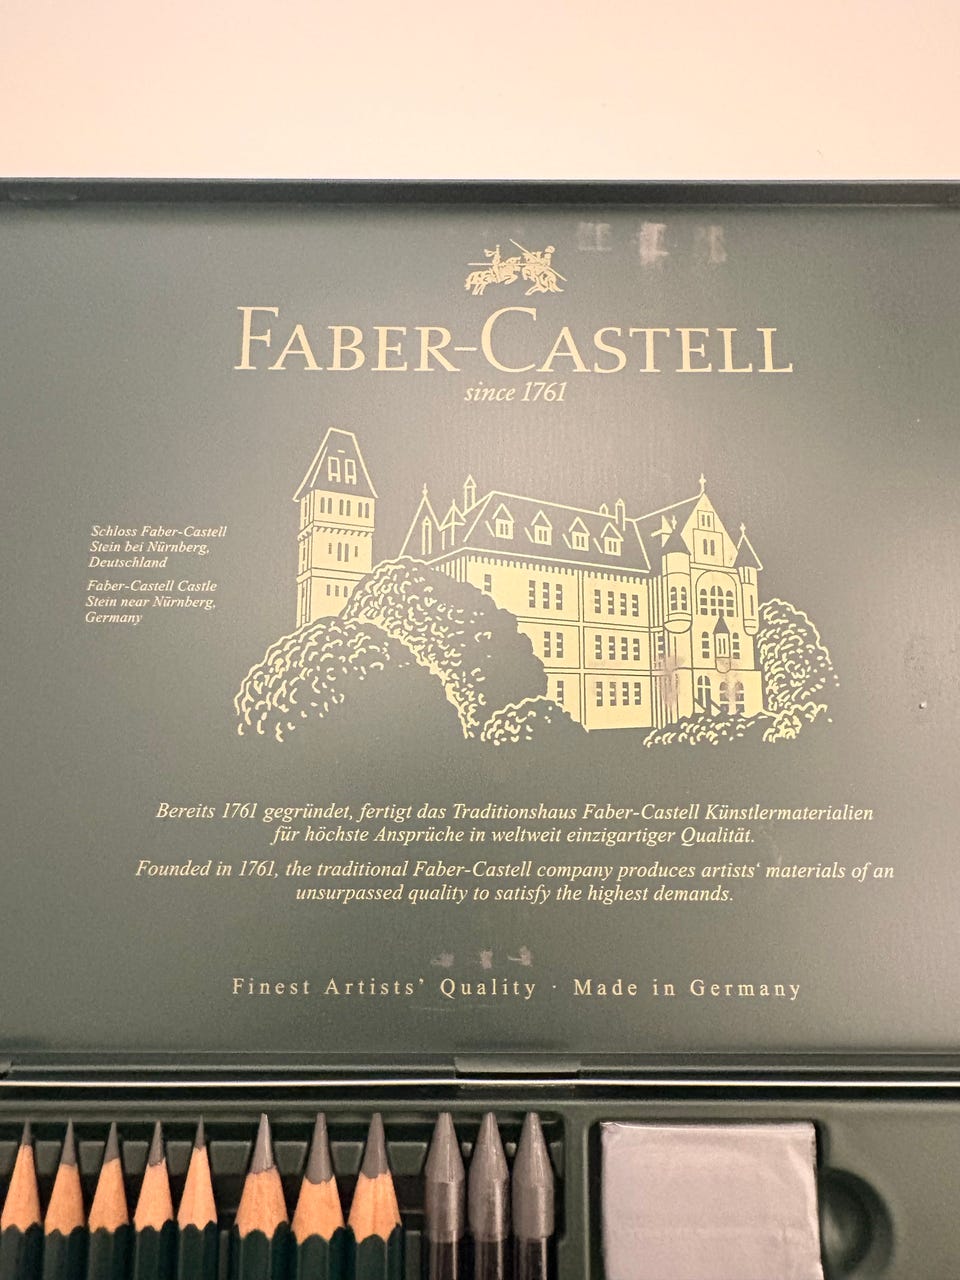 FABER-CASTELL
since 1761
Schloss Faber-Castell
Stein bei Nürnberg,
Deutschland
Faber-Castell Castle
Stein near Nürnberg,
Germany
Bereits 1761 gegründet, fertigt das Traditionshaus Faber-Castell Künstlermaterialien
für höchste Ansprüche in weltweit einzigartiger Qualität.
Founded in 1761, the traditional Faber-Castell company produces artists‘ materials of an
unsurpassed quality to satisfy the highest demands.
Finest Artists’ Quality · Made in Germany